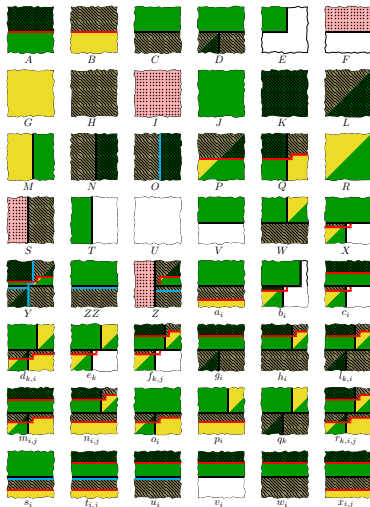 A B C D E F
G H I J K L
M N O P Q R
S T U V W X
Y ZZ Z a_i b_i c_i
d_{k,i} e_k f_{k,j} g_i h_i l_{k,i}
m_{i,j} n_{i,j} o_i p_i q_k r_{k,i,j}
s_i t_{i,j} u_i v_i w_i x_{i,j}